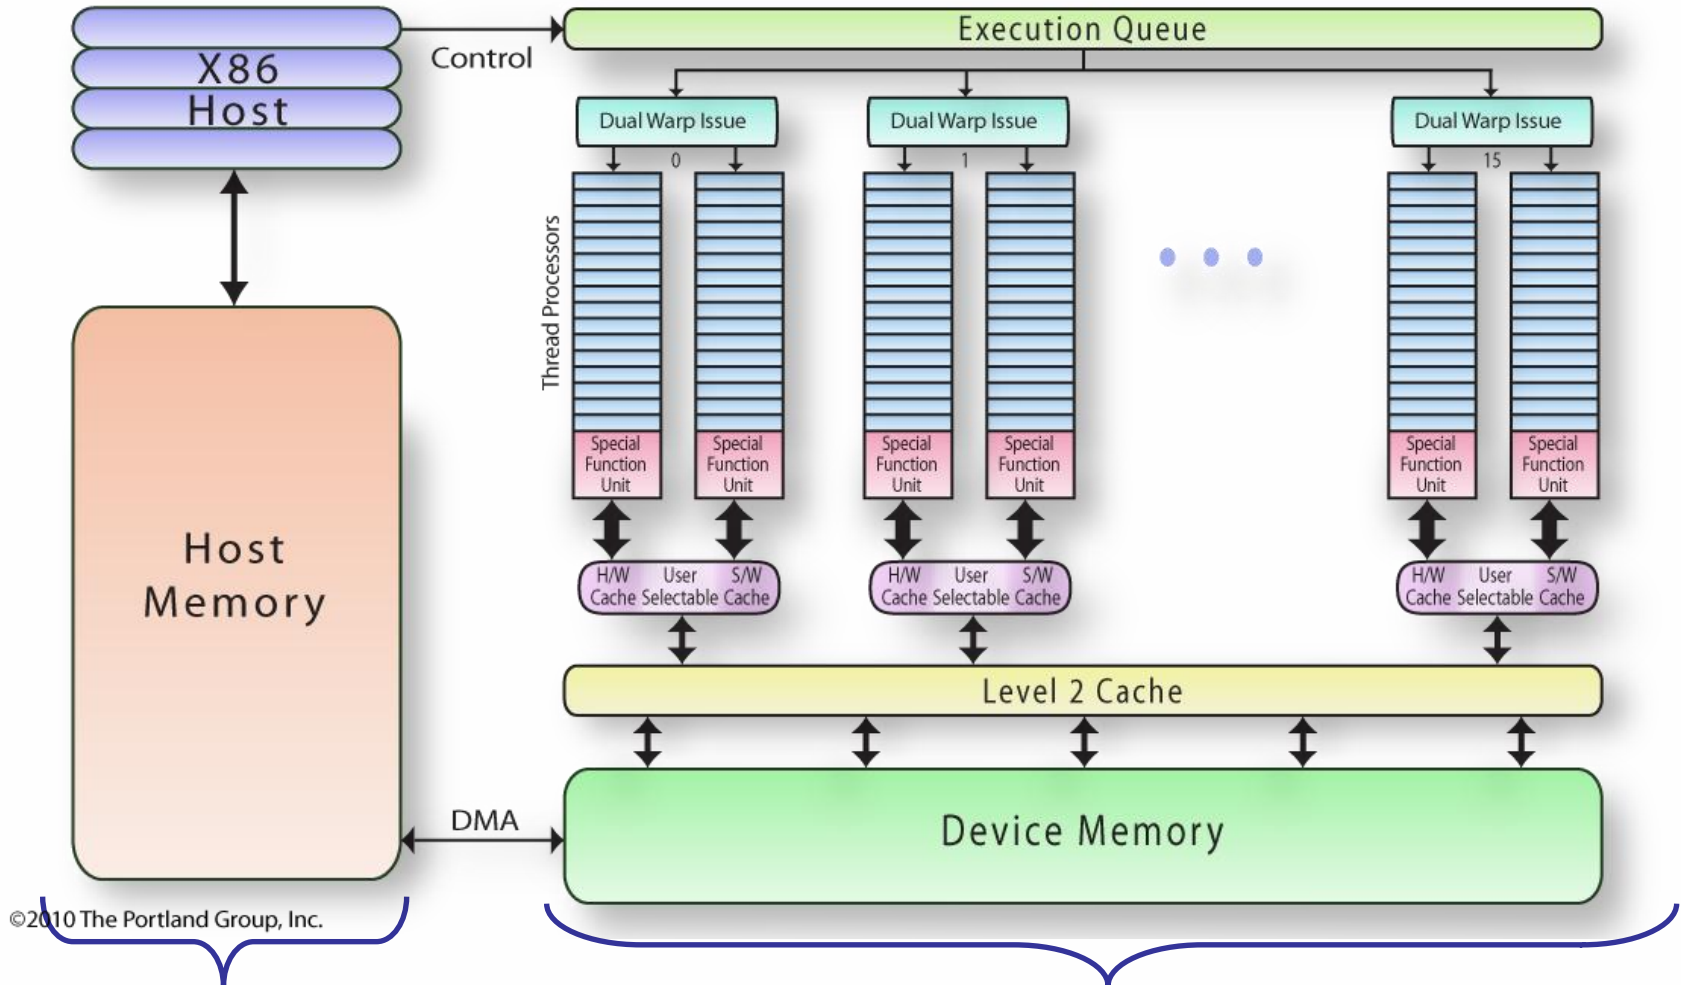 X86
Host
Control
Execution Queue
Dual Warp Issue
Dual Warp Issue
Dual Warp Issue
0
1
15
Thread Processors
Special
Function
Unit
Special
Function
Unit
Special
Function
Unit
Special
Function
Unit
Special
Function
Unit
Special
Function
Unit
H/W User S/W
Cache Selectable Cache
H/W User S/W
Cache Selectable Cache
H/W User S/W
Cache Selectable Cache
Host
Memory
Level 2 Cache
DMA
Device Memory
©2010 The Portland Group, Inc.